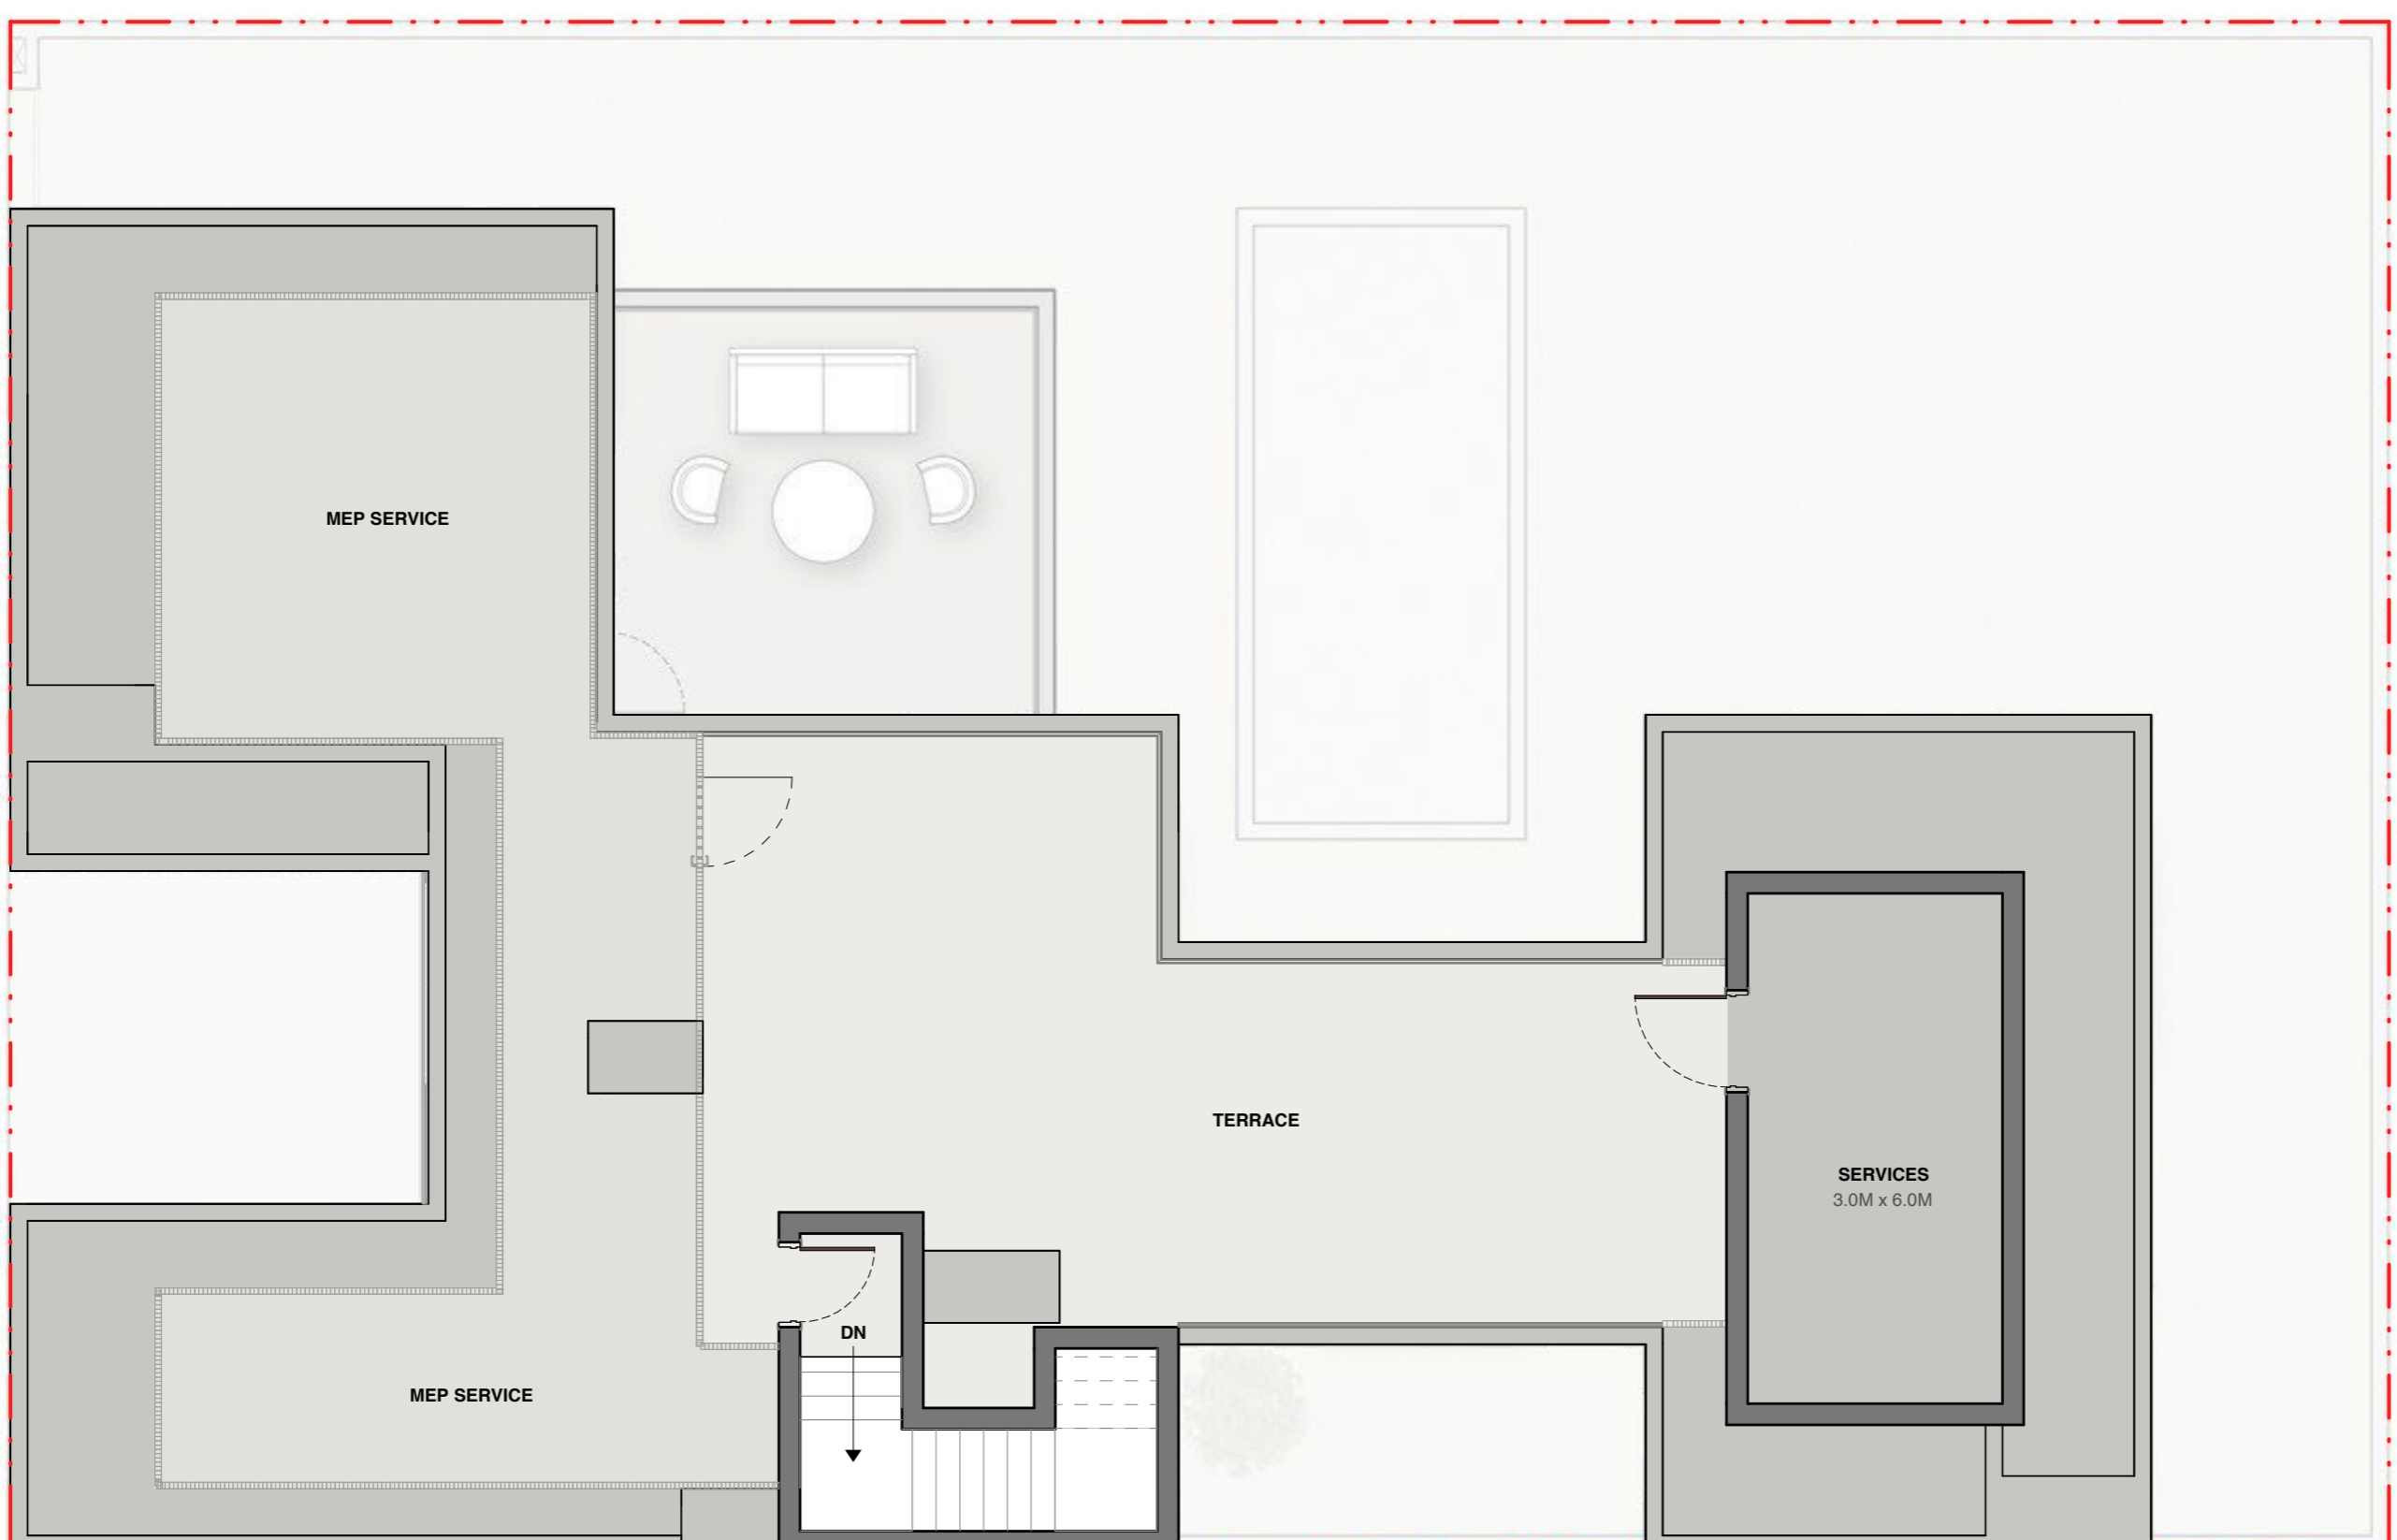 MEP SERVICE
TERRACE
SERVICES
3.0M x 6.0M
DN
MEP SERVICE